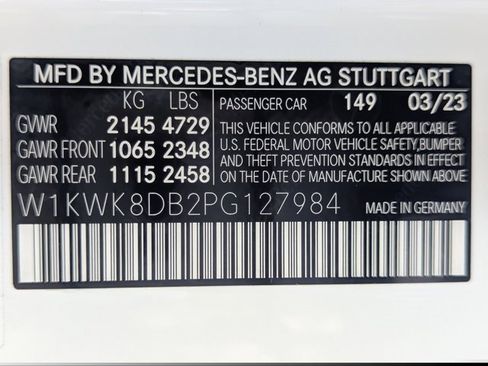 MFD BY MERCEDES-BENZ AG STUTTGART
KG LBS PASSENGER CAR 149 03/23
GVWR 2145 4729
GAWR FRONT 1065 2348
GAWR REAR 1115 2458
THIS VEHICLE CONFORMS TO ALL APPLICABLE
U.S. FEDERAL MOTOR VEHICLE SAFETY,BUMPER
AND THEFT PREVENTION STANDARDS IN EFFECT
ON THE DATE OF MANUFACTURE SHOWN ABOVE
W1KWK8DB2PG127984 MADE IN GERMANY